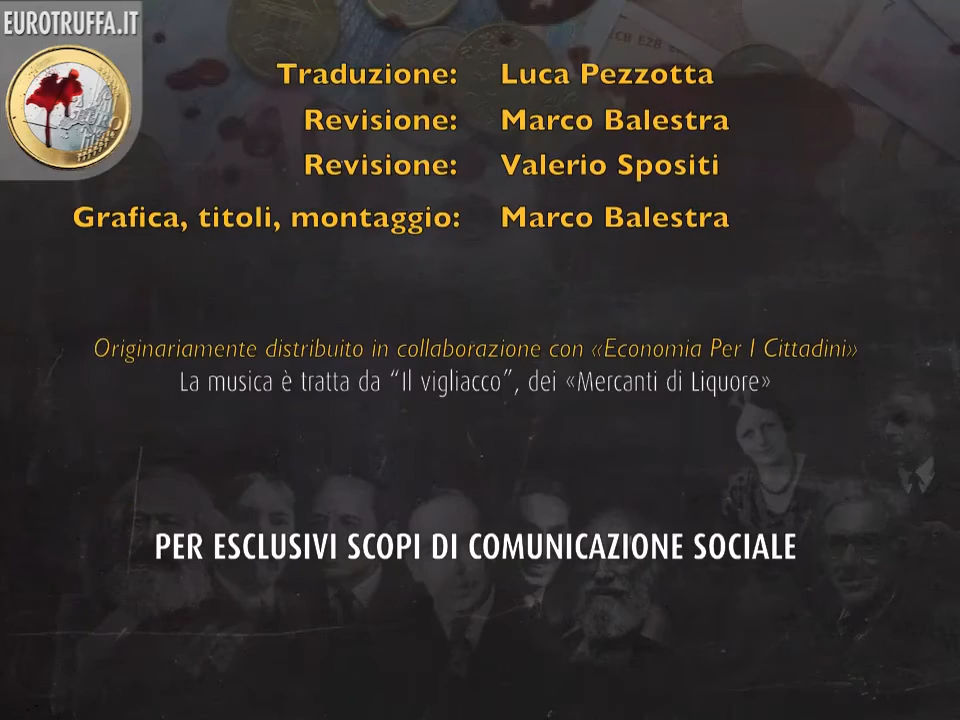 EUROTRUFFA.IT
Traduzione: Luca Pezzotta
Revisione: Marco Balestra
Revisione: Valerio Spositi
Grafica, titoli, montaggio: Marco Balestra
Originariamente distribuito in collaborazione con «Economia Per I Cittadini»
La musica è tratta da “Il vigliacco”, dei «Mercanti di Liquore»
PER ESCLUSIVI SCOPI DI COMUNICAZIONE SOCIALE